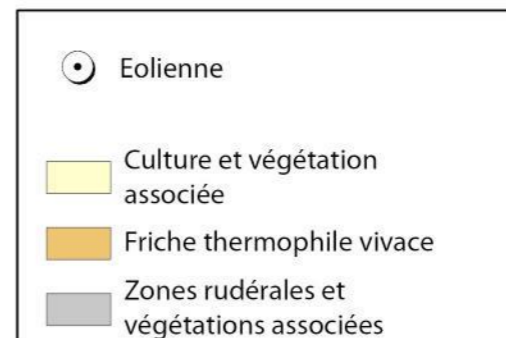 Eolienne
Culture et végétation
associée
Friche thermophile vivace
Zones rudérales et
végétations associées